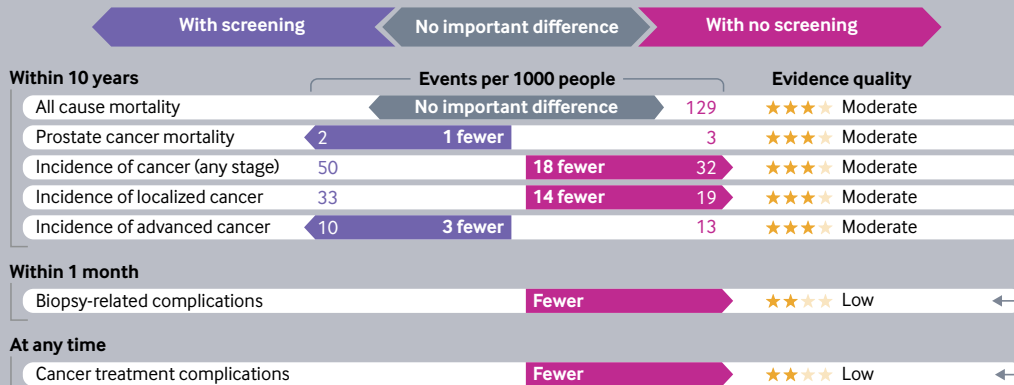 With screening No important difference With no screening
Within 10 years Events per 1000 people Evidence quality
All cause mortality No important difference 129 Moderate
Prostate cancer mortality 2 1 fewer 3 Moderate
Incidence of cancer (any stage) 50 18 fewer 32 Moderate
Incidence of localized cancer 33 14 fewer 19 Moderate
Incidence of advanced cancer 10 3 fewer 13 Moderate
Within 1 month
Biopsy-related complications Fewer Low
At any time
Cancer treatment complications Fewer Low